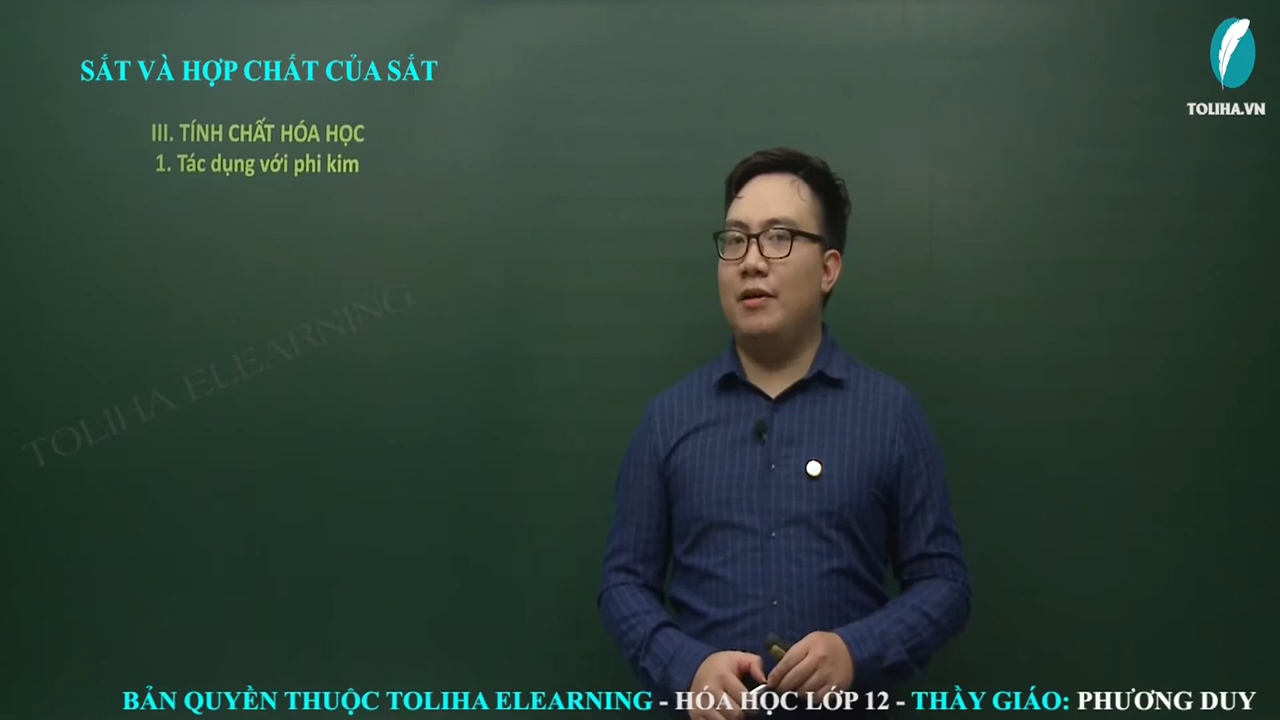 SẮT VÀ HỢP CHẤT CỦA SẮT
TOLIHA.VN
III. TÍNH CHẤT HÓA HỌC
1. Tác dụng với phi kim
TOLIHA ELEARNING
BẢN QUYỀN THUỘC TOLIHA ELEARNING - HÓA HỌC LỚP 12 - THẦY GIÁO: PHƯƠNG DUY